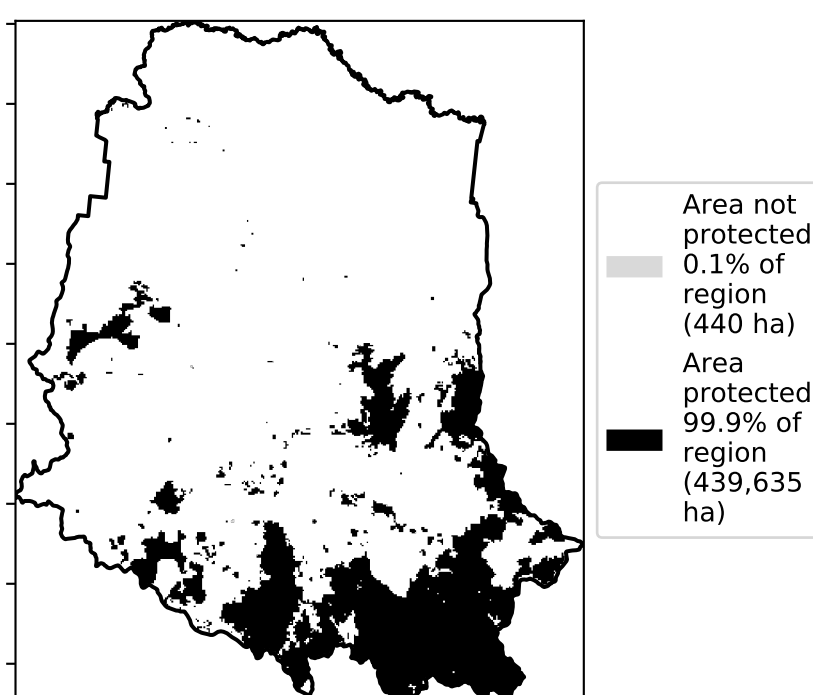 Area not
protected
0.1% of
region
(440 ha)
Area
protected
99.9% of
region
(439,635
ha)